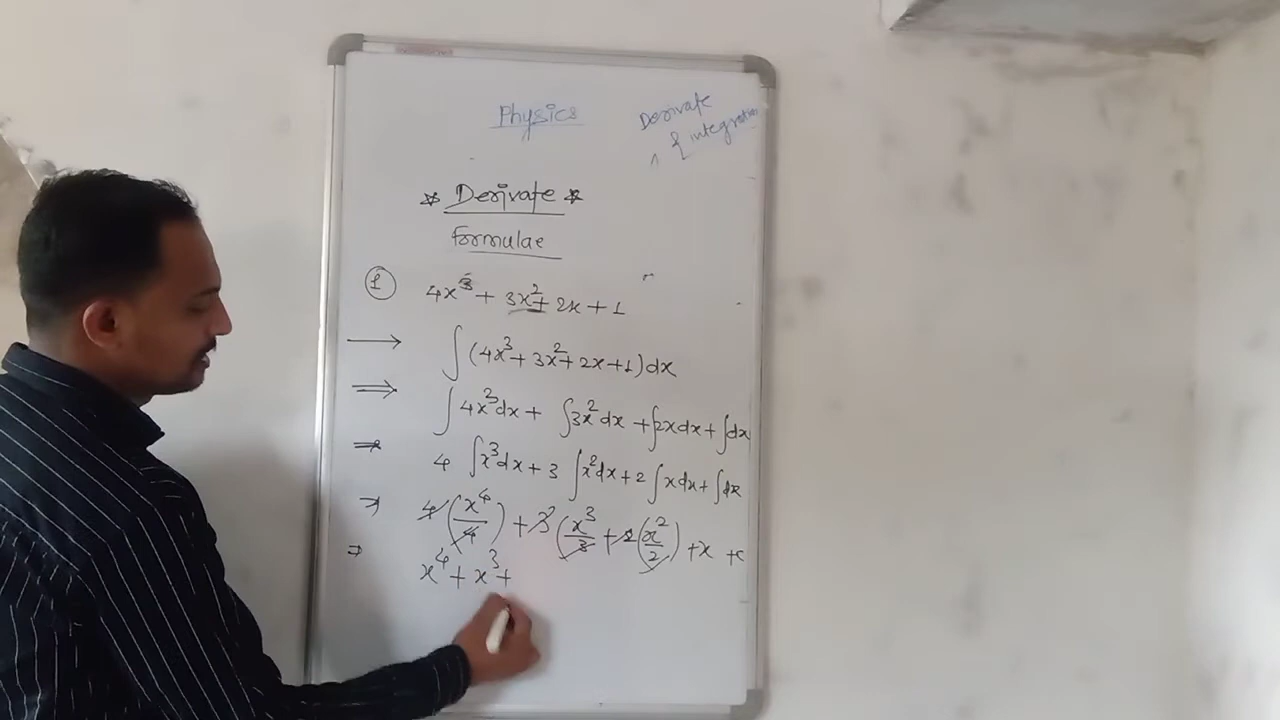 Physics
Derivate
& integration
* Derivate *
Formulae
① 4x³ + 3x² + 2x + 1
→ ∫(4x³ + 3x² + 2x + 1)dx
⇒ ∫4x³dx + ∫3x²dx + ∫2xdx + ∫dx
⇒ 4 ∫x³dx + 3 ∫x²dx + 2 ∫xdx + ∫dx
⇒ 4(x⁴/4) + 3(x³/3) + 2(x²/2) + x + c
⇒ x⁴ + x³ +